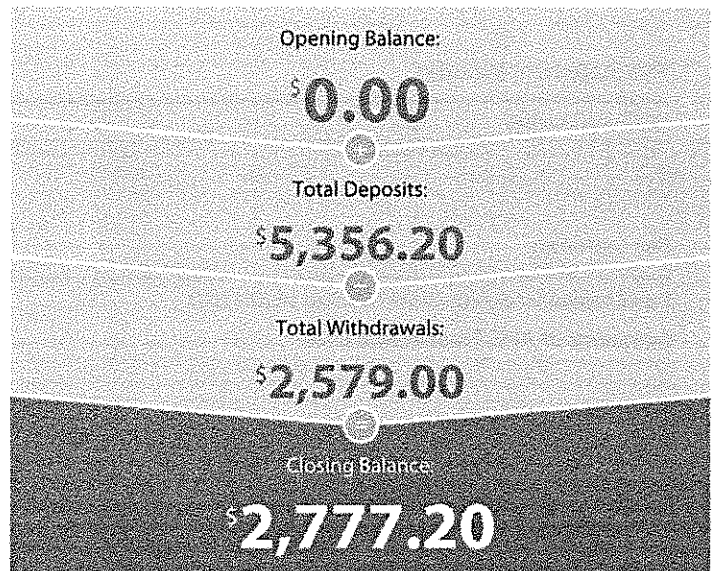 Opening Balance:
$0.00
Total Deposits:
$5,356.20
Total Withdrawals:
$2,579.00
Closing Balance:
$2,777.20